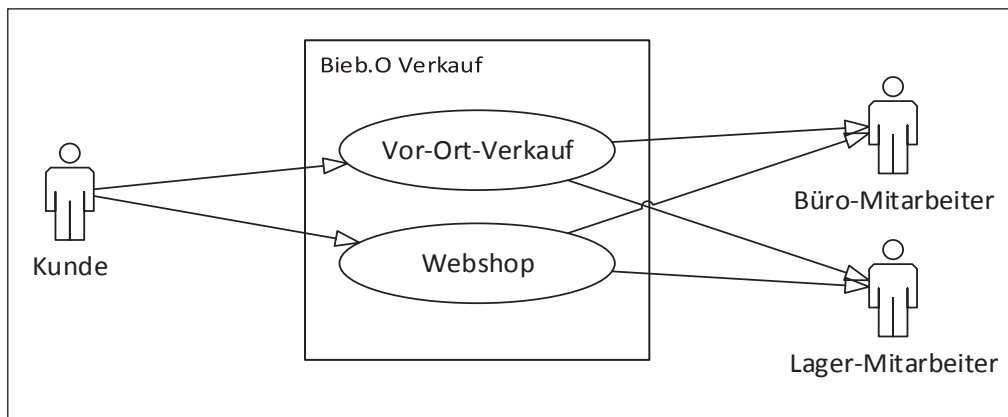 Bieb.O Verkauf
Vor-Ort-Verkauf
Büro-Mitarbeiter
Kunde
Webshop
Lager-Mitarbeiter